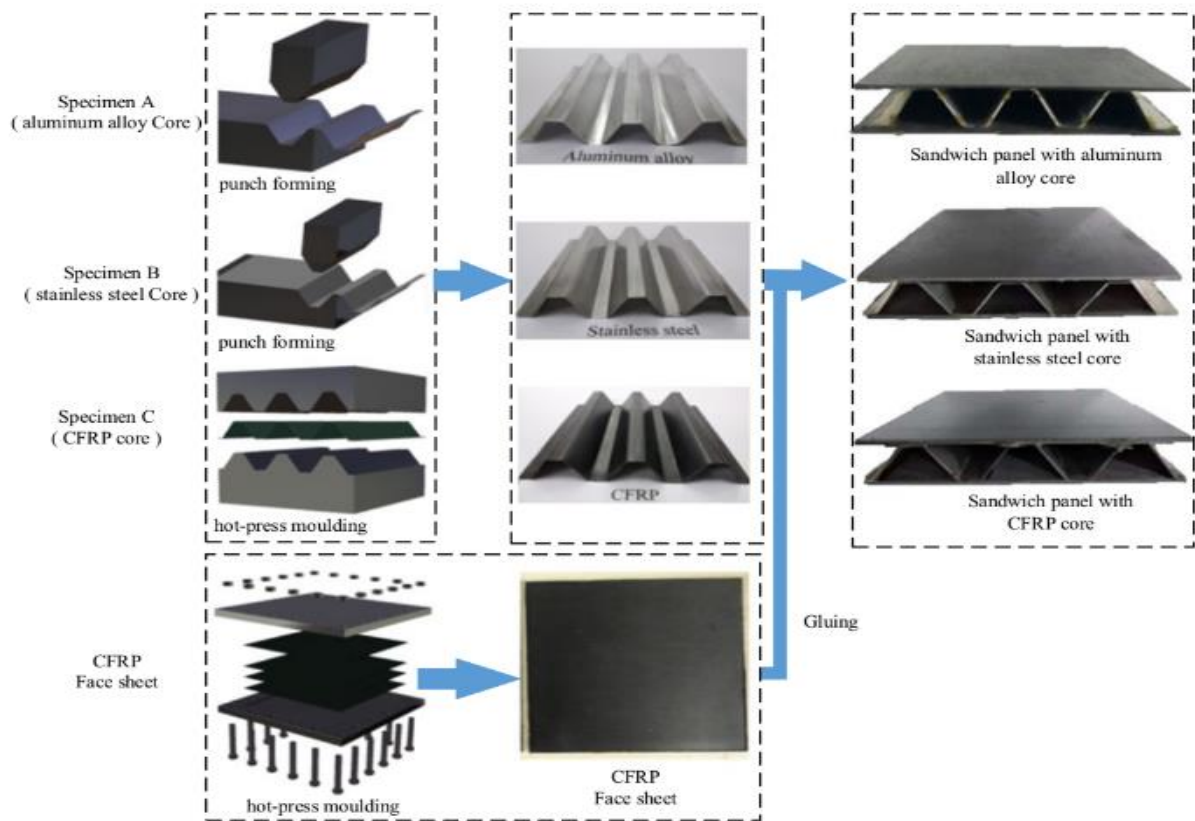 Specimen A
( aluminum alloy Core )
punch forming
Aluminum alloy
Sandwich panel with aluminum
alloy core
Specimen B
( stainless steel Core )
punch forming
Stainless steel
Sandwich panel with
stainless steel core
Specimen C
( CFRP core )
hot-press moulding
CFRP
Sandwich panel with
CFRP core
CFRP
Face sheet
hot-press moulding
CFRP
Face sheet
Gluing